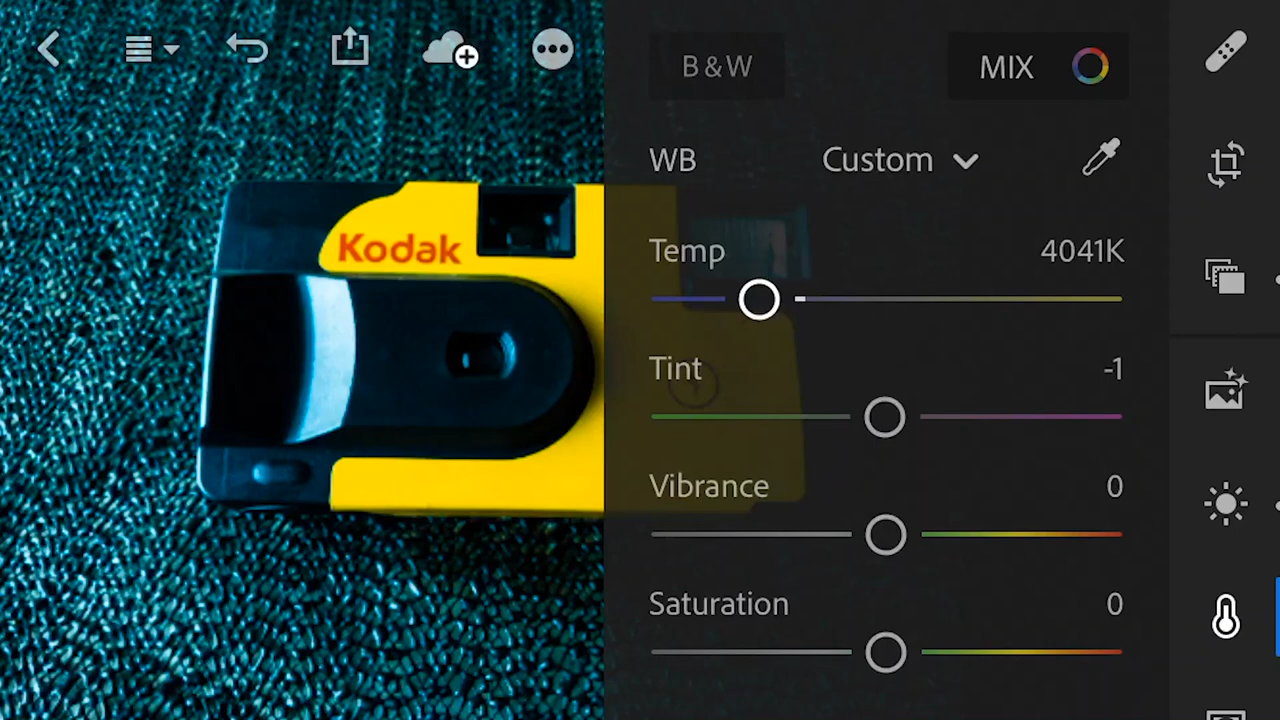 B&W
MIX
WB
Custom
Kodak
Temp
4041K
Tint
-1
Vibrance
0
Saturation
0